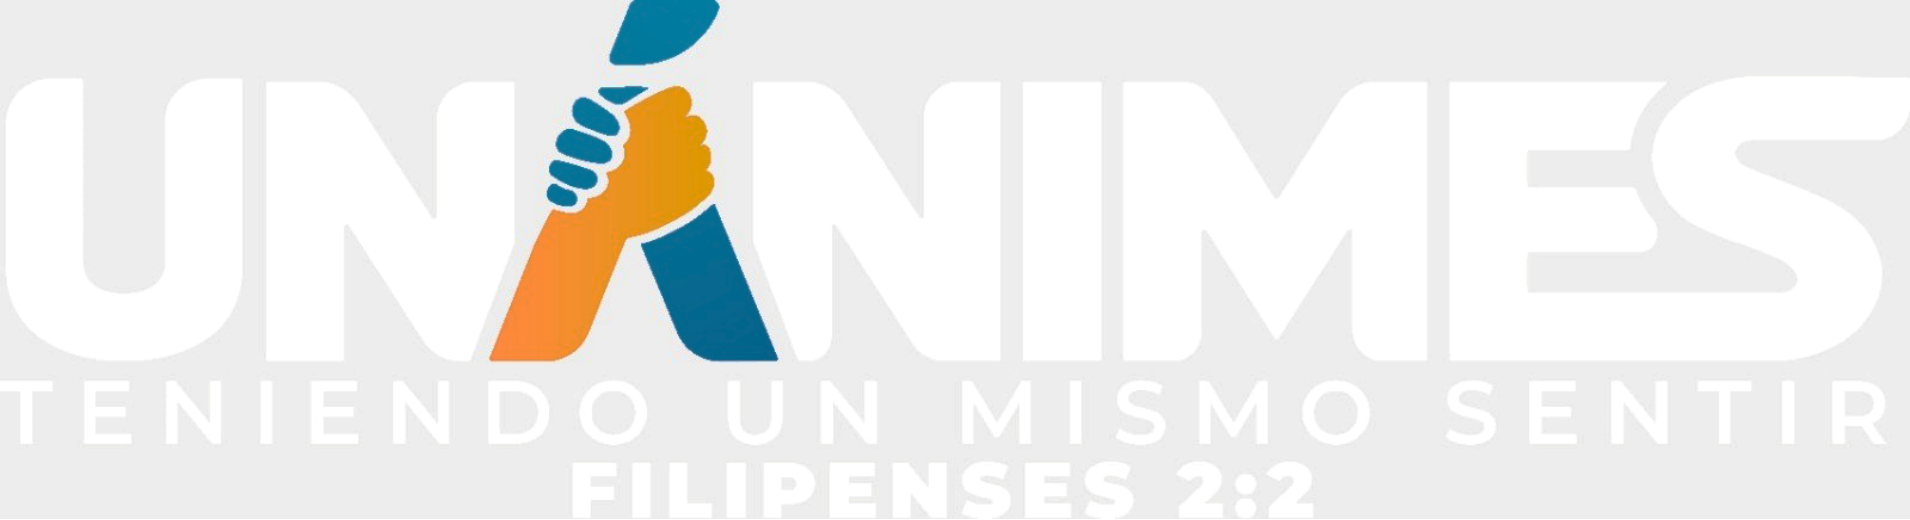 UNÁNIMES
TENIENDO UN MISMO SENTIR
FILIPENSES 2:2